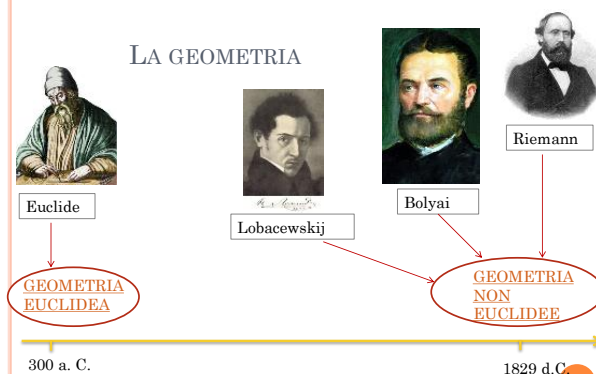 LA GEOMETRIA
Riemann
Euclide
Bolyai
Lobacewskij
GEOMETRIA
EUCLIDEA
GEOMETRIA
NON
EUCLIDEE
300 a. C.
1829 d.C.